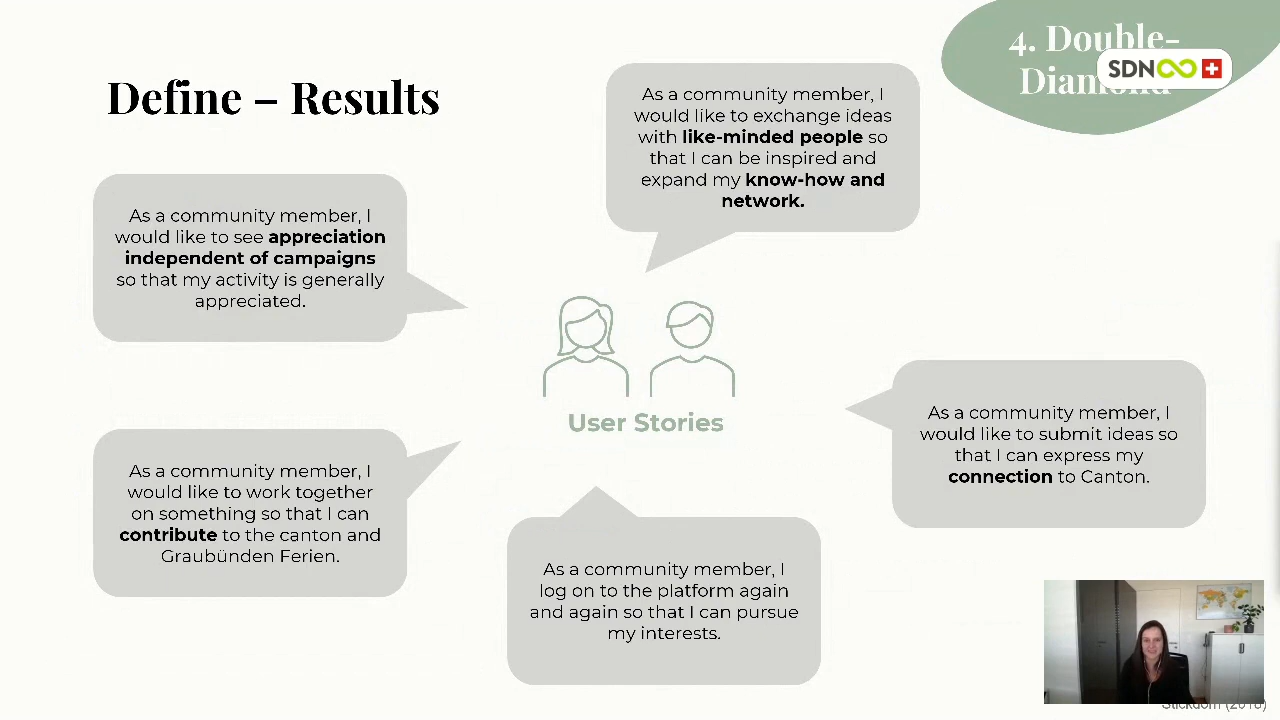 4. Double-
Diamond
SDN
Define – Results
As a community member, I
would like to exchange ideas
with like-minded people so
that I can be inspired and
expand my know-how and
network.
As a community member, I
would like to see appreciation
independent of campaigns
so that my activity is generally
appreciated.
User Stories
As a community member, I
would like to submit ideas so
that I can express my
connection to Canton.
As a community member, I
would like to work together
on something so that I can
contribute to the canton and
Graubünden Ferien.
As a community member, I
log on to the platform again
and again so that I can pursue
my interests.
Stickdorn (2018)